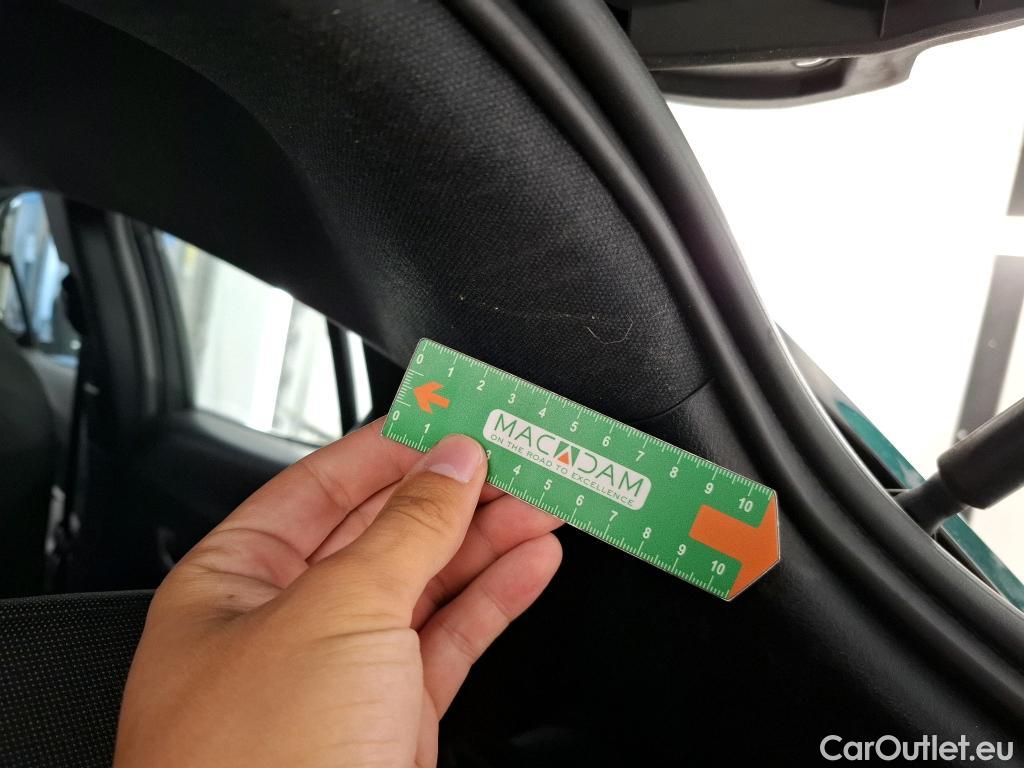 0 1 2 3 4 5 6 7 8 9 10
MACADAM
ON THE ROAD TO EXCELLENCE
0 1 3 4 5 6 7 8 9 10
CarOutlet.eu